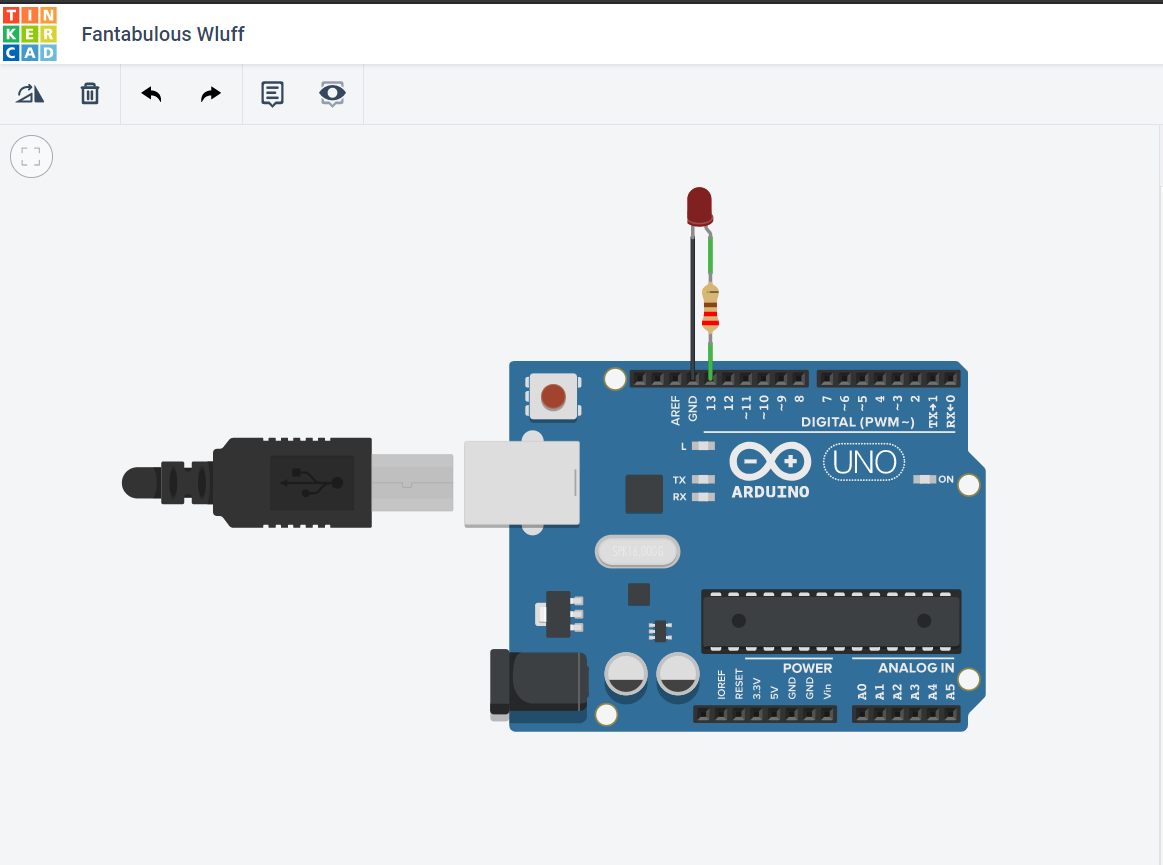 TIN
KER
CAD
Fantabulous Wluff
AREF
GND
13
12
~11
~10
~9
8
7
~6
~5
4
~3
2
TX→1
RX←0
DIGITAL (PWM~)
L
TX
RX
ARDUINO
UNO
ON
SPK16.000G
POWER
ANALOG IN
IOREF
RESET
3.3V
5V
GND
GND
Vin
A0
A1
A2
A3
A4
A5